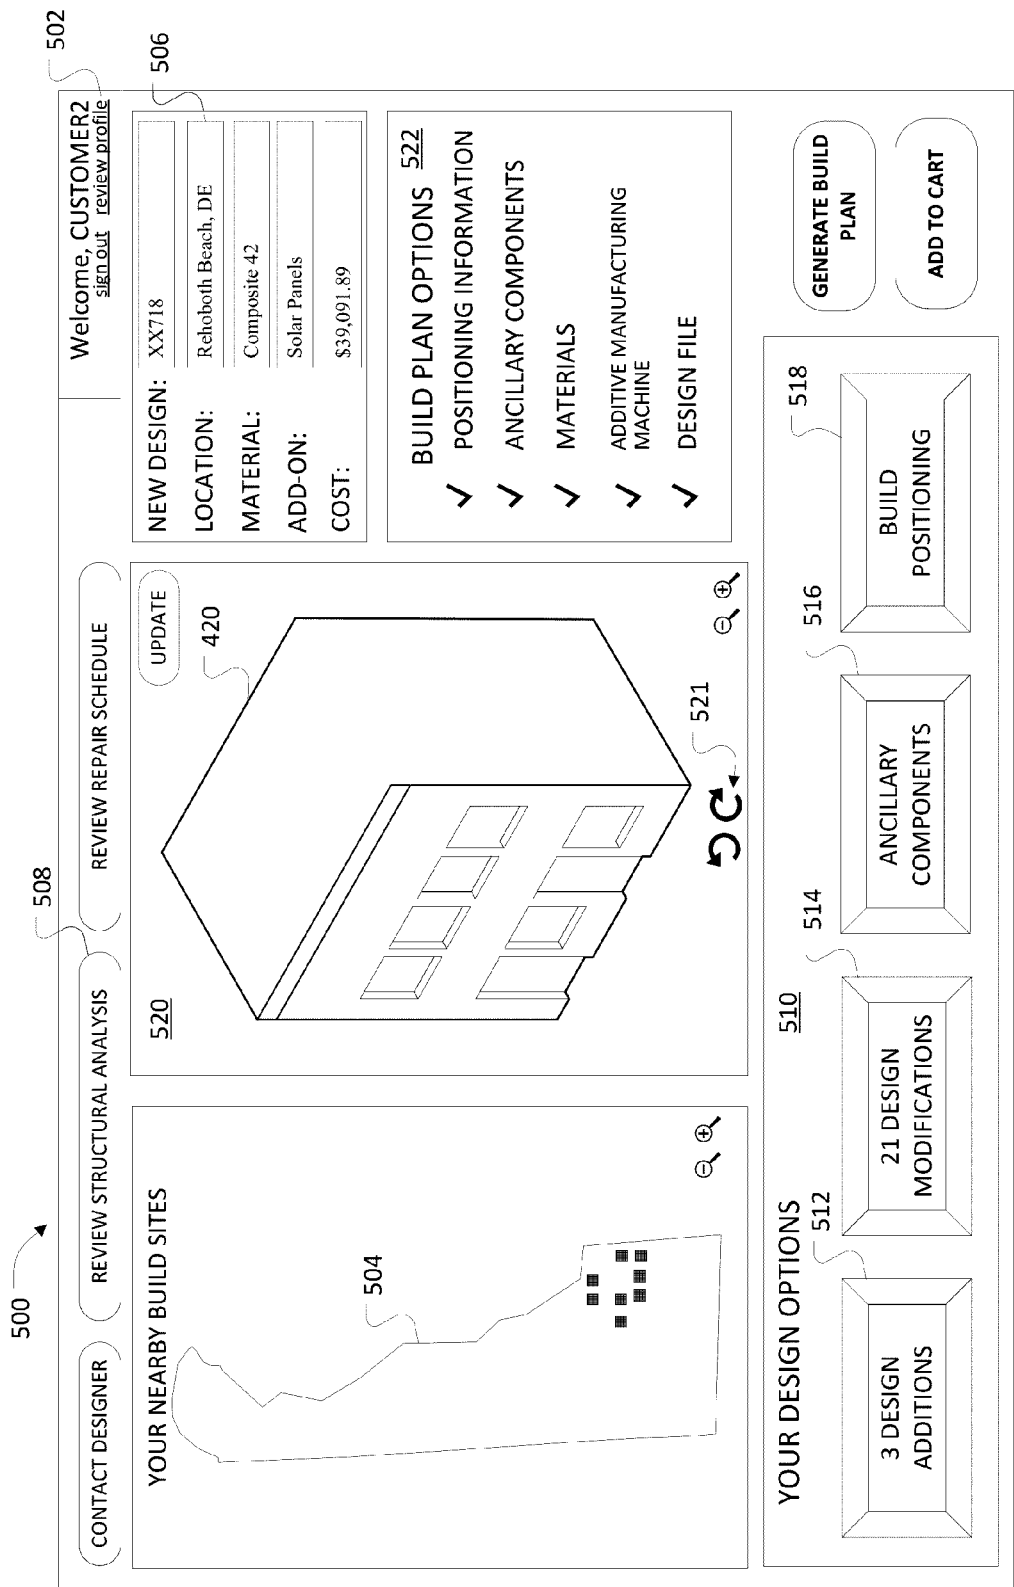 500
502
Welcome, CUSTOMER2
sign out review profile
CONTACT DESIGNER
REVIEW STRUCTURAL ANALYSIS
508
REVIEW REPAIR SCHEDULE
YOUR NEARBY BUILD SITES
504
520
UPDATE
420
521
506
NEW DESIGN: XX718
LOCATION: Rehoboth Beach, DE
MATERIAL: Composite 42
ADD-ON: Solar Panels
COST: $39,091.89
BUILD PLAN OPTIONS 522
✓ POSITIONING INFORMATION
✓ ANCILLARY COMPONENTS
✓ MATERIALS
✓ ADDITIVE MANUFACTURING
MACHINE
✓ DESIGN FILE
YOUR DESIGN OPTIONS
510
512
3 DESIGN
ADDITIONS
514
21 DESIGN
MODIFICATIONS
516
ANCILLARY
COMPONENTS
518
BUILD
POSITIONING
GENERATE BUILD
PLAN
ADD TO CART